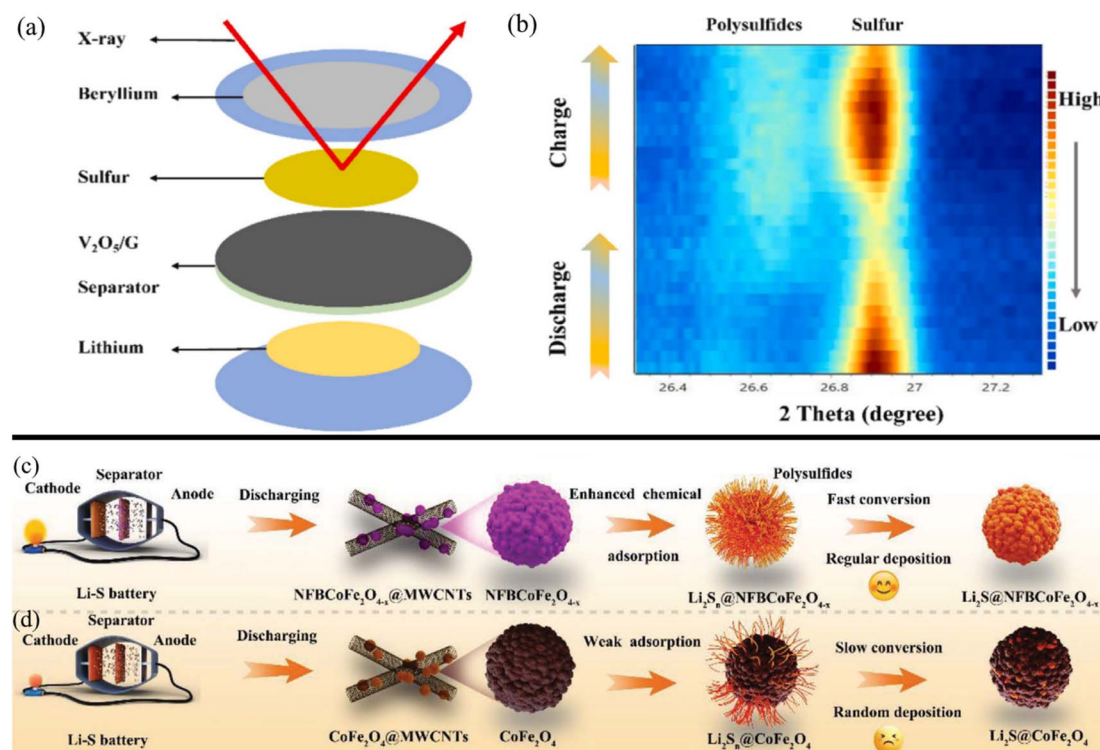 (a)
X-ray
Beryllium
Sulfur
V₂O₅/G
Separator
Lithium
(b)
Polysulfides Sulfur
Charge
Discharge
High
Low
26.4 26.6 26.8 27 27.2
2 Theta (degree)
(c)
Separator
Cathode Anode
Li-S battery
Discharging
NFBCoFe₂O₄₋ₓ@MWCNTs
NFBCoFe₂O₄₋ₓ
Enhanced chemical
adsorption
Polysulfides
Li₂Sₙ@NFBCoFe₂O₄₋ₓ
Fast conversion
Regular deposition
Li₂S@NFBCoFe₂O₄₋ₓ
(d)
Separator
Cathode Anode
Li-S battery
Discharging
CoFe₂O₄@MWCNTs
CoFe₂O₄
Weak adsorption
Li₂Sₙ@CoFe₂O₄
Slow conversion
Random deposition
Li₂S@CoFe₂O₄